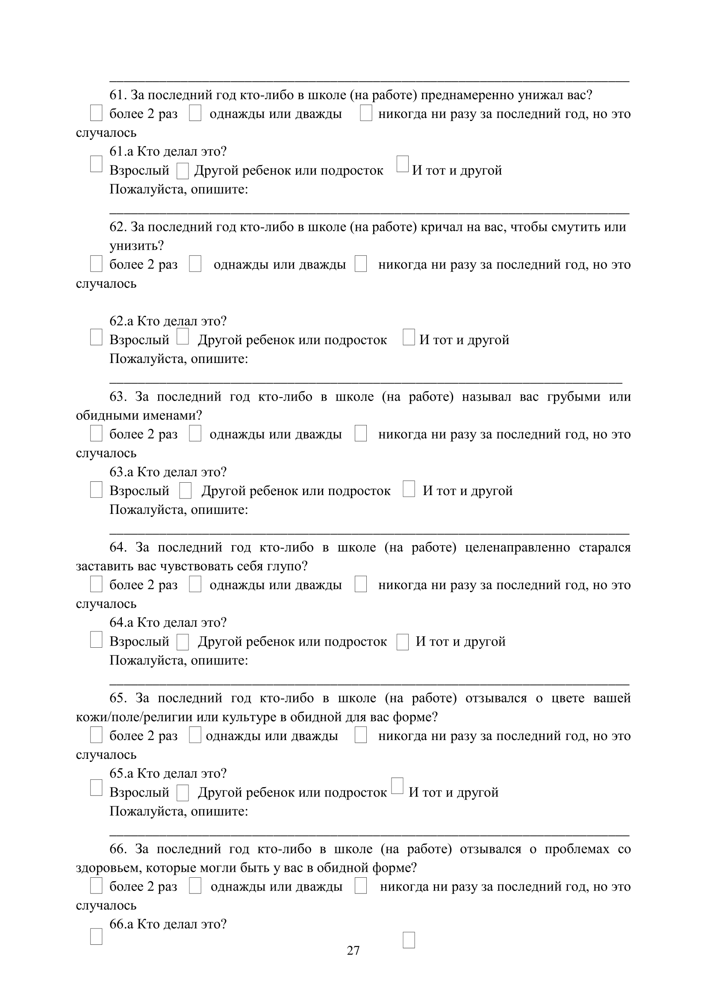 61. За последний год кто-либо в школе (на работе) преднамеренно унижал вас?
более 2 раз однажды или дважды никогда ни разу за последний год, но это
случалось
61.а Кто делал это?
Взрослый Другой ребенок или подросток И тот и другой
Пожалуйста, опишите:
62. За последний год кто-либо в школе (на работе) кричал на вас, чтобы смутить или
унизить?
более 2 раз однажды или дважды никогда ни разу за последний год, но это
случалось
62.а Кто делал это?
Взрослый Другой ребенок или подросток И тот и другой
Пожалуйста, опишите:
63. За последний год кто-либо в школе (на работе) называл вас грубыми или
обидными именами?
более 2 раз однажды или дважды никогда ни разу за последний год, но это
случалось
63.а Кто делал это?
Взрослый Другой ребенок или подросток И тот и другой
Пожалуйста, опишите:
64. За последний год кто-либо в школе (на работе) целенаправленно старался
заставить вас чувствовать себя глупо?
более 2 раз однажды или дважды никогда ни разу за последний год, но это
случалось
64.а Кто делал это?
Взрослый Другой ребенок или подросток И тот и другой
Пожалуйста, опишите:
65. За последний год кто-либо в школе (на работе) отзывался о цвете вашей
кожи/поле/религии или культуре в обидной для вас форме?
более 2 раз однажды или дважды никогда ни разу за последний год, но это
случалось
65.а Кто делал это?
Взрослый Другой ребенок или подросток И тот и другой
Пожалуйста, опишите:
66. За последний год кто-либо в школе (на работе) отзывался о проблемах со
здоровьем, которые могли быть у вас в обидной форме?
более 2 раз однажды или дважды никогда ни разу за последний год, но это
случалось
66.а Кто делал это?
27